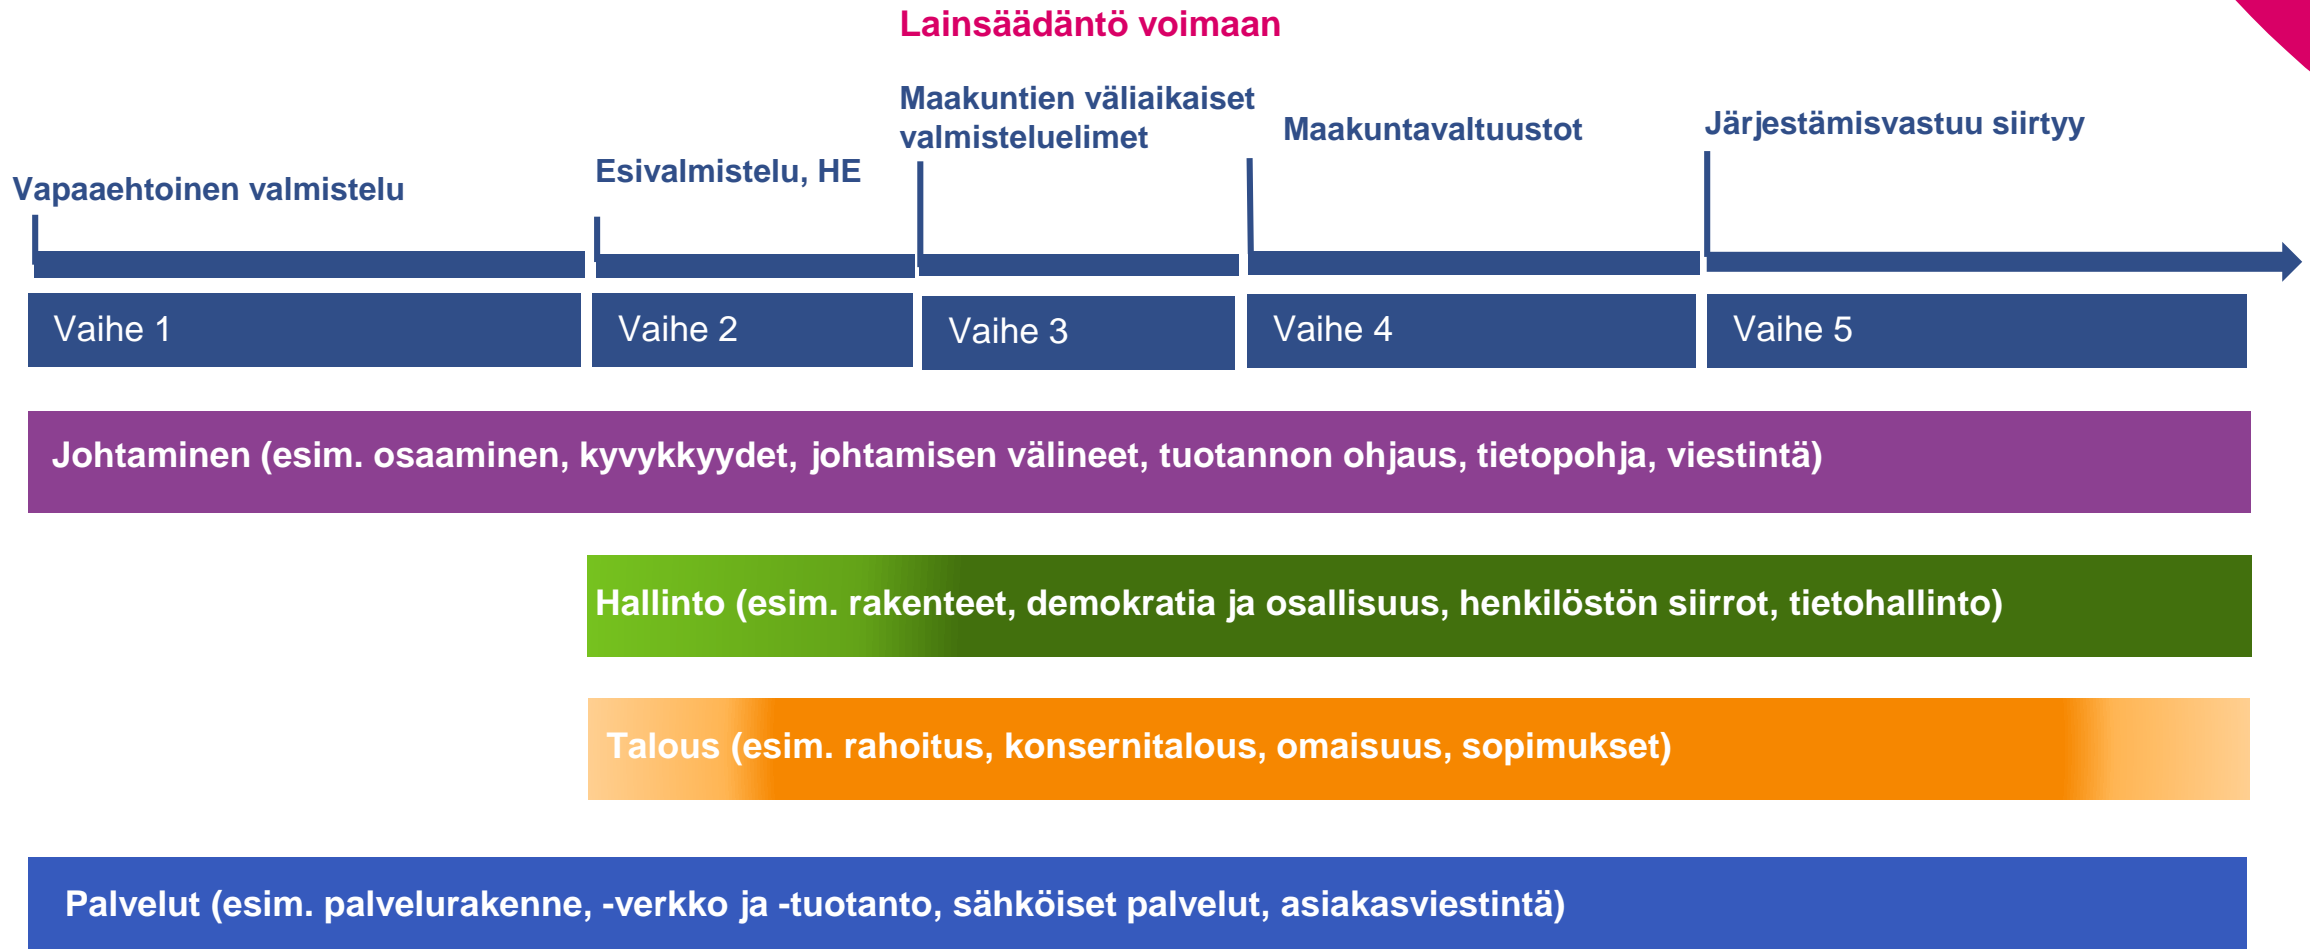 Lainsäädäntö voimaan
Maakuntien väliaikaiset
valmisteluelimet
Maakuntavaltuustot
Järjestämisvastuu siirtyy
Esivalmistelu, HE
Vapaaehtoinen valmistelu
Vaihe 1
Vaihe 2
Vaihe 3
Vaihe 4
Vaihe 5
Johtaminen (esim. osaaminen, kyvykkyydet, johtamisen välineet, tuotannon ohjaus, tietopohja, viestintä)
Hallinto (esim. rakenteet, demokratia ja osallisuus, henkilöstön siirrot, tietohallinto)
Talous (esim. rahoitus, konsernitalous, omaisuus, sopimukset)
Palvelut (esim. palvelurakenne, -verkko ja -tuotanto, sähköiset palvelut, asiakasviestintä)